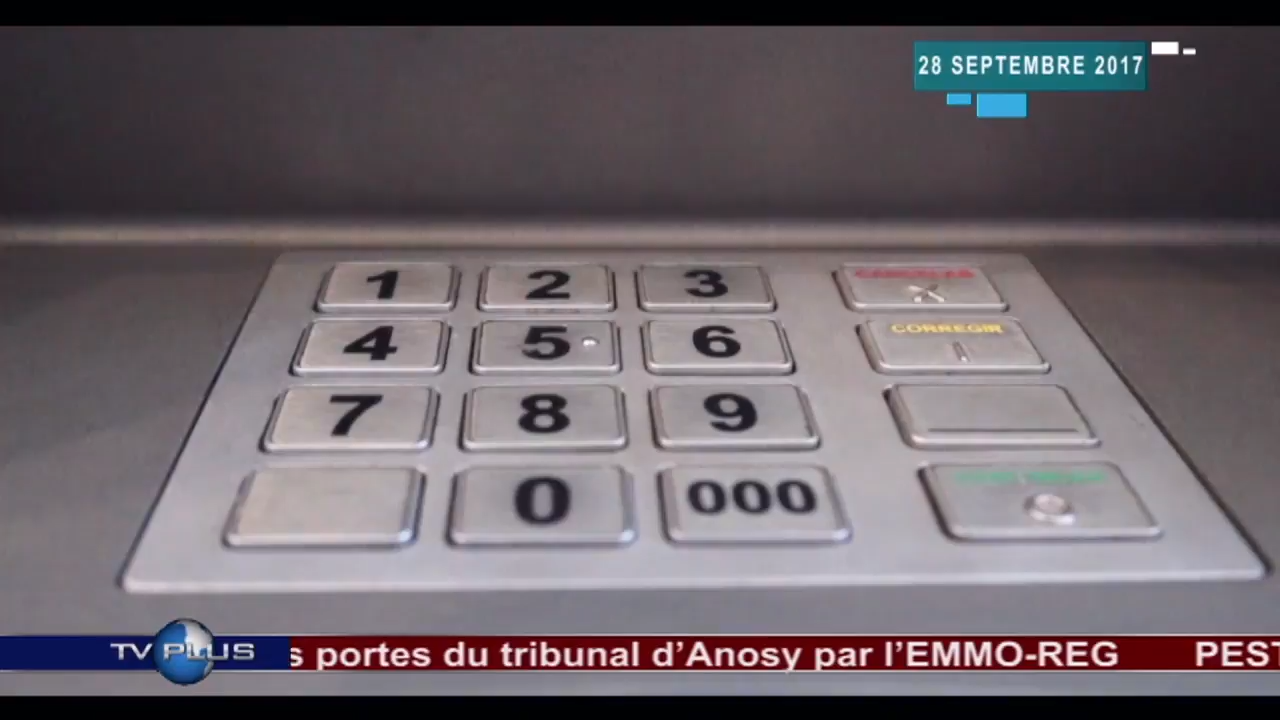 28 SEPTEMBRE 2017
1 2 3
4 5 6 CORREGIR
7 8 9
0 000
TV PLUS s portes du tribunal d'Anosy par l'EMMO-REG PEST